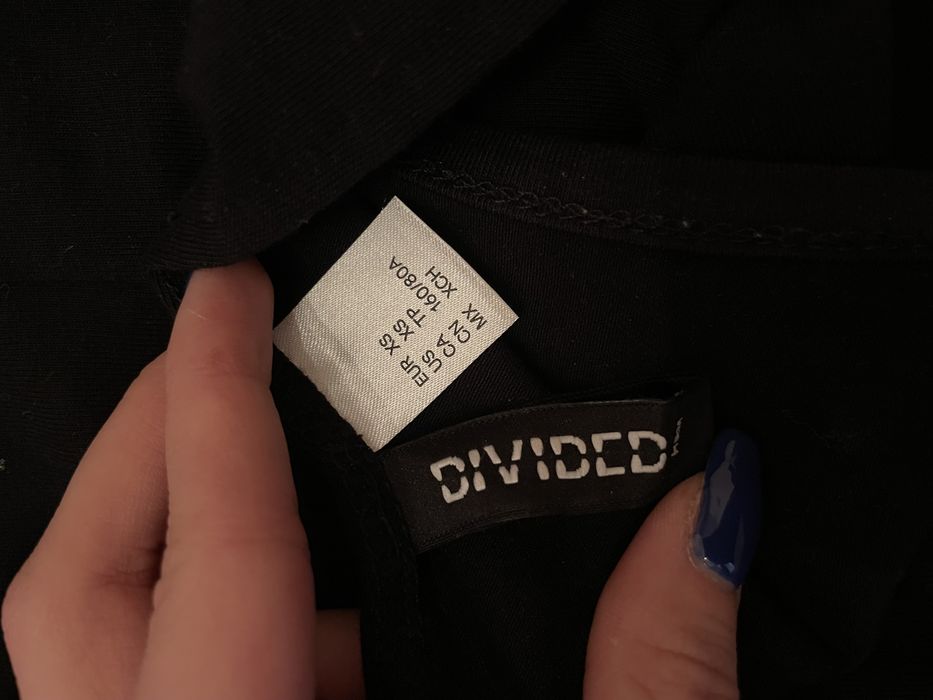 EUR XS
US XS
CA TP
CN 160/80A
MX XCH
DIVIDED